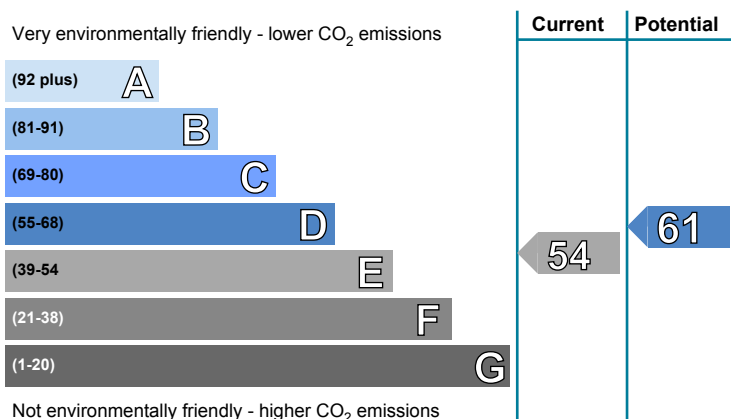 Very environmentally friendly - lower CO₂ emissions
Current
Potential
(92 plus) A
(81-91) B
(69-80) C
(55-68) D
61
(39-54 E
54
(21-38) F
(1-20) G
Not environmentally friendly - higher CO₂ emissions